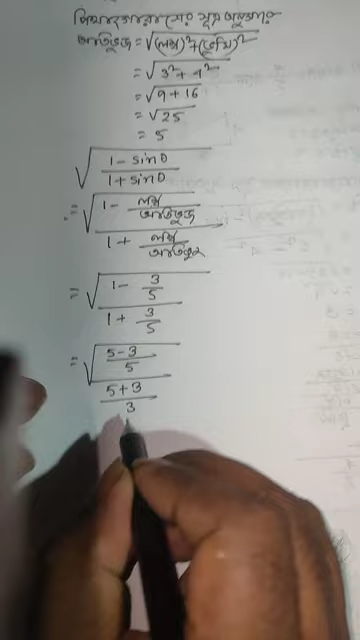 পিথাগোরাসের সূত্র অনুসারে
অতিভুজ = √(লম্ব)²+(ভূমি)²
= √3²+4²
= √9+16
= √25
= 5
√(1-sinθ / 1+sinθ)
= √(1 - লম্ব/অতিভুজ / 1 + লম্ব/অতিভুজ)
= √(1 - 3/5 / 1 + 3/5)
= √(5-3/5 / 5+3/3)